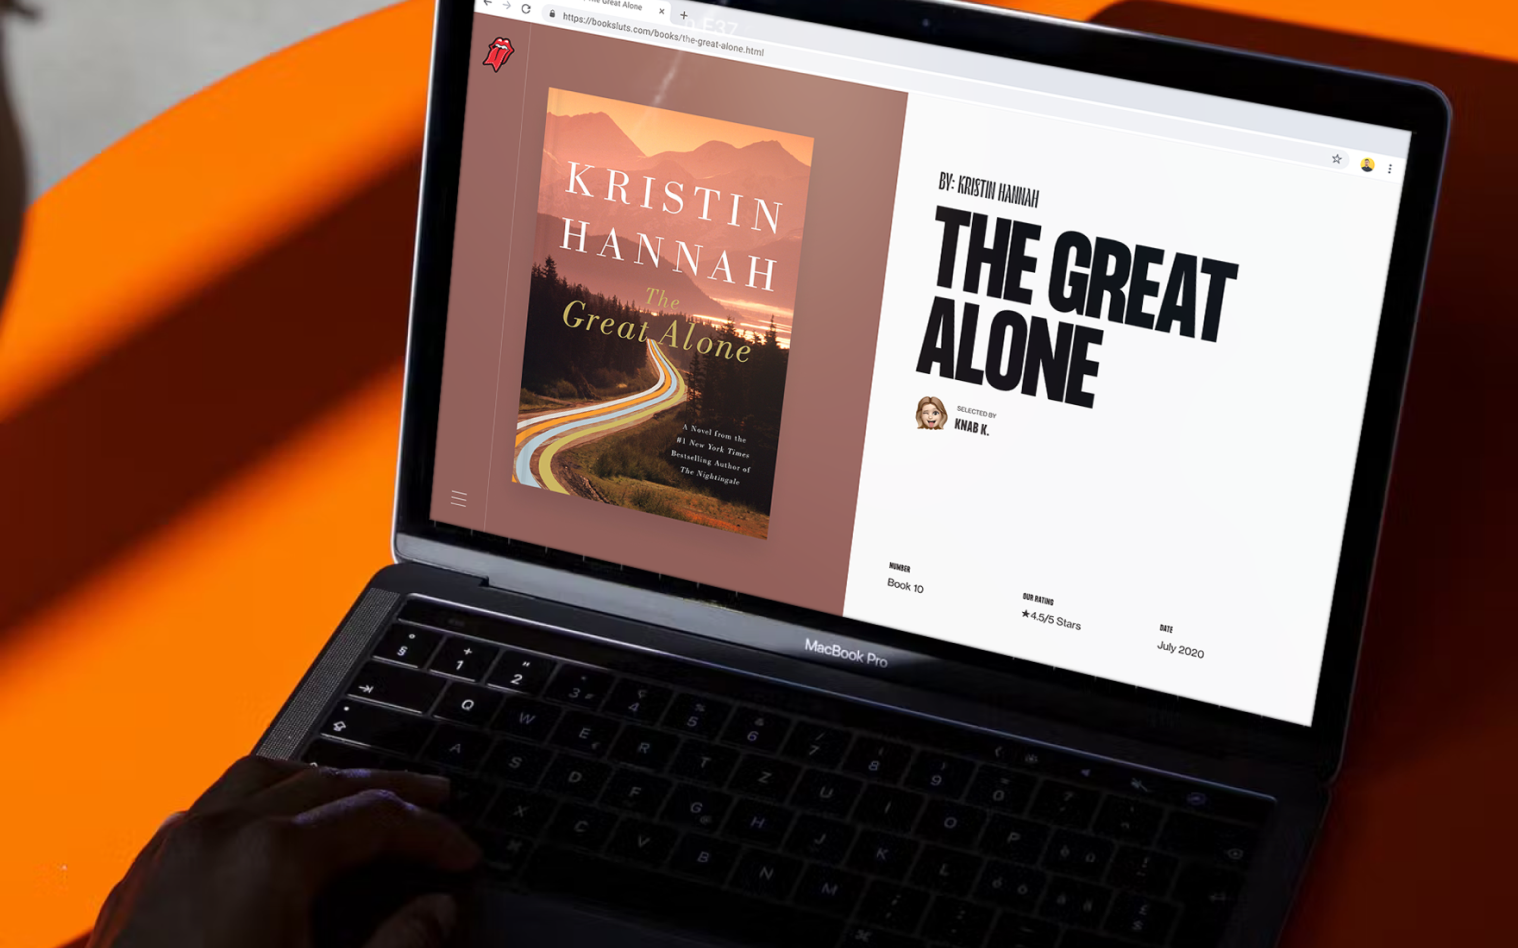 The Great Alone
https://booksluts.com/books/the-great-alone.html
KRISTIN
HANNAH
The
Great Alone
A Novel from the
#1 New York Times
Bestselling Author of
The Nightingale
BY: KRISTIN HANNAH
THE GREAT
ALONE
SELECTED BY
KNAB K.
NUMBER
Book 10
OUR RATING
★4.5/5 Stars
DATE
July 2020
MacBook Pro
§ 1 2 3 4 5 6 7 8 9 0
Q W E R T Z U I O P
A S D F G H J K L
X C V B N M